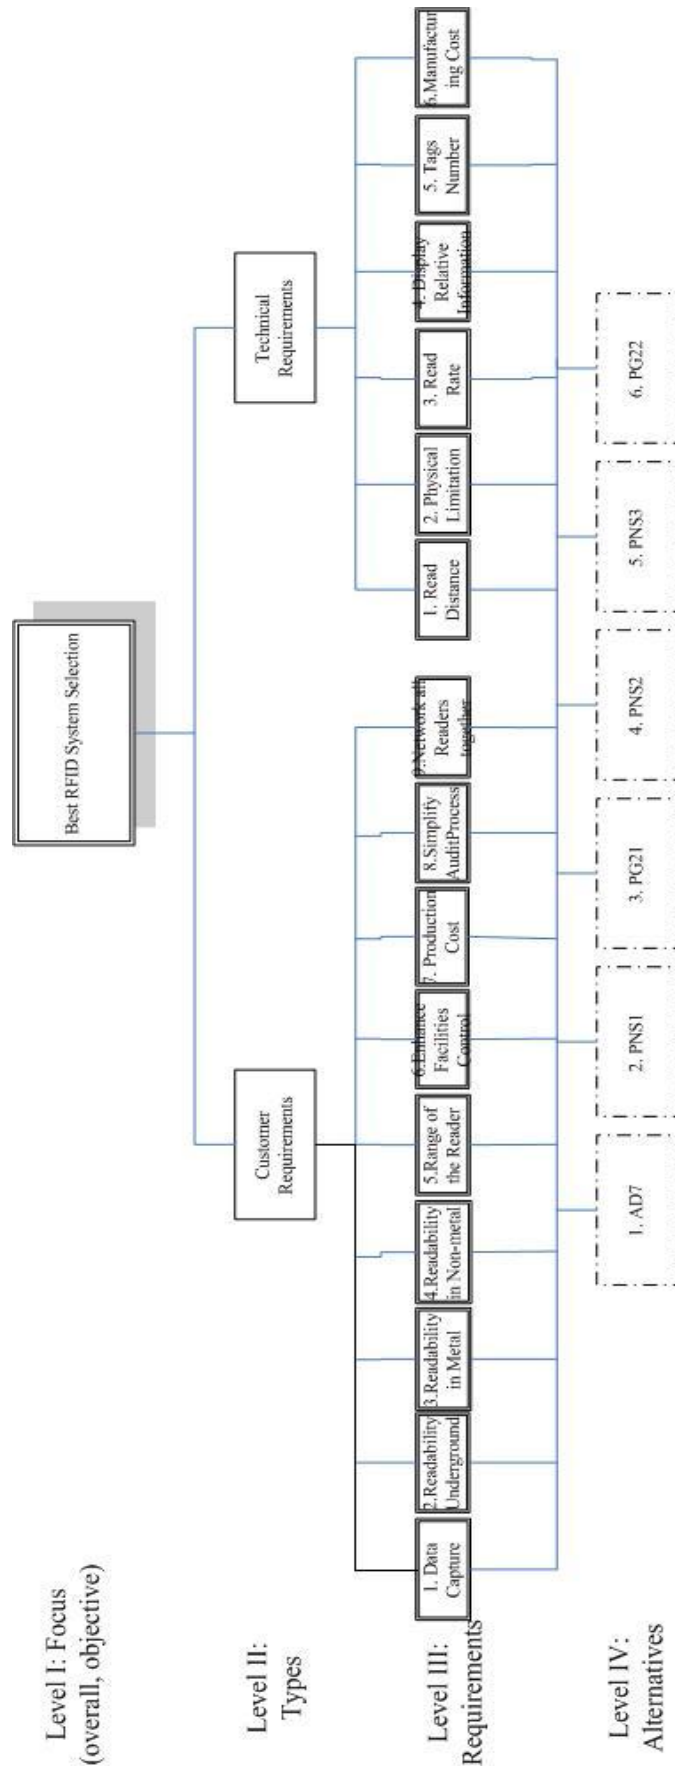 Level I: Focus
(overall, objective)
Best RFID System Selection
Level II:
Types
Customer
Requirements
Technical
Requirements
Level III:
Requirements
1. Data
Capture
2.Readability
Underground
3.Readability
in Metal
4.Readability
in Non-metal
5.Range of
the Reader
6.Enhance
Facilities
Control
7. Production
Cost
8.Simplify
AuditProcess
9.Network all
Readers
together
1. Read
Distance
2. Physical
Limitation
3. Read
Rate
4. Display
Relative
Information
5. Tags
Number
6.Manufactur
ing Cost
Level IV:
Alternatives
1. AD7
2. PNS1
3. PG21
4. PNS2
5. PNS3
6. PG22